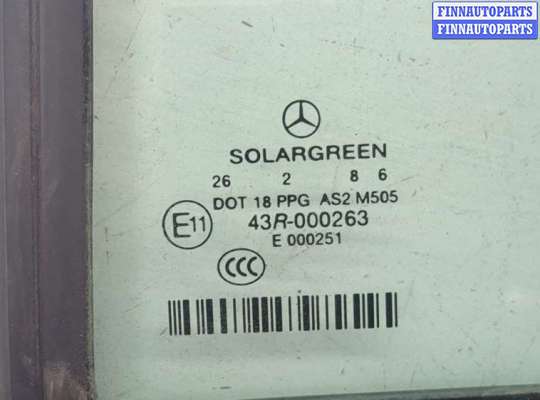 FINNAUTOPARTS
FINNAUTOPARTS
SOLARGREEN
26 2 8 6
DOT 18 PPG AS2 M505
E11 43R-000263
E 000251
CCC